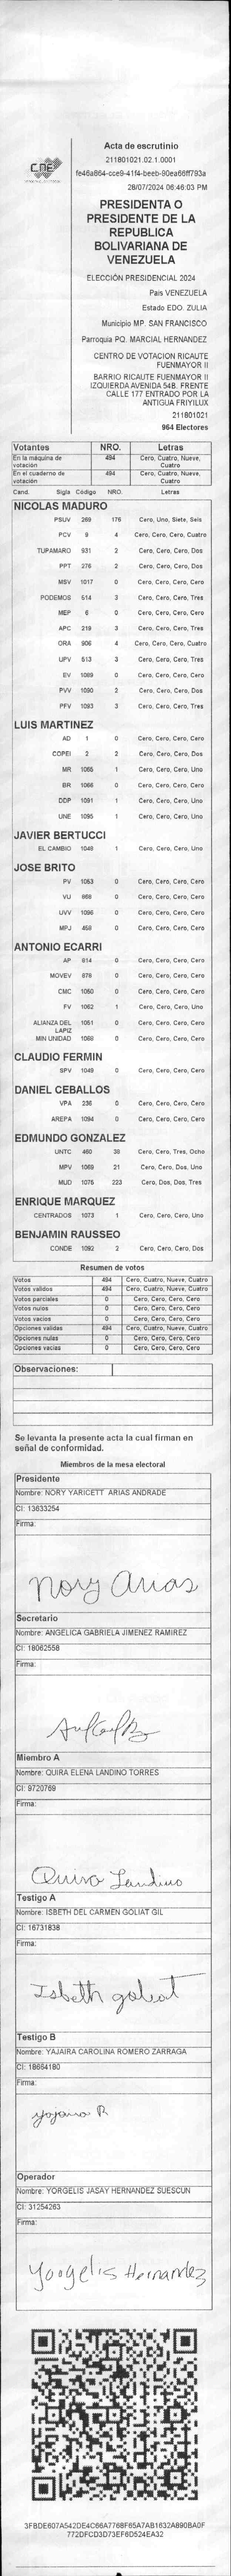 CNE
Acta de escrutinio
211801021.02.1.0001
fe46a864-cce9-41f4-beeb-90ea66ff793a
28/07/2024 06:46:03 PM
PRESIDENTA O
PRESIDENTE DE LA
REPUBLICA
BOLIVARIANA DE
VENEZUELA
ELECCIÓN PRESIDENCIAL 2024
Pais VENEZUELA
Estado EDO. ZULIA
Municipio MP. SAN FRANCISCO
Parroquia PQ. MARCIAL HERNANDEZ
CENTRO DE VOTACION RICAUTE
FUENMAYOR II
BARRIO RICAUTE FUENMAYOR II
IZQUIERDA AVENIDA 54B. FRENTE
CALLE 177 ENTRADO POR LA
ANTIGUA FRIYILUX
211801021
964 Electores
Votantes NRO. Letras
En la máquina de votación 494 Cero, Cuatro, Nueve, Cuatro
En el cuaderno de votación 494 Cero, Cuatro, Nueve, Cuatro
Cand. Sigla Código NRO. Letras
NICOLAS MADURO
PSUV 269 176 Cero, Uno, Siete, Seis
PCV 9 4 Cero, Cero, Cero, Cuatro
TUPAMARO 931 2 Cero, Cero, Cero, Dos
PPT 276 2 Cero, Cero, Cero, Dos
MSV 1017 0 Cero, Cero, Cero, Cero
PODEMOS 514 3 Cero, Cero, Cero, Tres
MEP 6 0 Cero, Cero, Cero, Cero
APC 219 3 Cero, Cero, Cero, Tres
ORA 906 4 Cero, Cero, Cero, Cuatro
UPV 513 3 Cero, Cero, Cero, Tres
EV 1089 0 Cero, Cero, Cero, Cero
PVV 1090 2 Cero, Cero, Cero, Dos
PFV 1093 3 Cero, Cero, Cero, Tres
LUIS MARTINEZ
AD 1 0 Cero, Cero, Cero, Cero
COPEI 2 2 Cero, Cero, Cero, Dos
MR 1065 1 Cero, Cero, Cero, Uno
BR 1066 0 Cero, Cero, Cero, Cero
DDP 1091 1 Cero, Cero, Cero, Uno
UNE 1095 1 Cero, Cero, Cero, Uno
JAVIER BERTUCCI
EL CAMBIO 1048 1 Cero, Cero, Cero, Uno
JOSE BRITO
PV 1053 0 Cero, Cero, Cero, Cero
VU 868 0 Cero, Cero, Cero, Cero
UVV 1096 0 Cero, Cero, Cero, Cero
MPJ 458 0 Cero, Cero, Cero, Cero
ANTONIO ECARRI
AP 814 0 Cero, Cero, Cero, Cero
MOVEV 878 0 Cero, Cero, Cero, Cero
CMC 1050 0 Cero, Cero, Cero, Cero
FV 1062 1 Cero, Cero, Cero, Uno
ALIANZA DEL LAPIZ 1051 0 Cero, Cero, Cero, Cero
MIN UNIDAD 1068 0 Cero, Cero, Cero, Cero
CLAUDIO FERMIN
SPV 1049 0 Cero, Cero, Cero, Cero
DANIEL CEBALLOS
VPA 236 0 Cero, Cero, Cero, Cero
AREPA 1094 0 Cero, Cero, Cero, Cero
EDMUNDO GONZALEZ
UNTC 460 38 Cero, Cero, Tres, Ocho
MPV 1069 21 Cero, Cero, Dos, Uno
MUD 1076 223 Cero, Dos, Dos, Tres
ENRIQUE MARQUEZ
CENTRADOS 1073 1 Cero, Cero, Cero, Uno
BENJAMIN RAUSSEO
CONDE 1092 2 Cero, Cero, Cero, Dos
Resumen de votos
Votos 494 Cero, Cuatro, Nueve, Cuatro
Votos validos 494 Cero, Cuatro, Nueve, Cuatro
Votos parciales 0 Cero, Cero, Cero, Cero
Votos nulos 0 Cero, Cero, Cero, Cero
Votos vacios 0 Cero, Cero, Cero, Cero
Opciones validas 494 Cero, Cuatro, Nueve, Cuatro
Opciones nulas 0 Cero, Cero, Cero, Cero
Opciones vacias 0 Cero, Cero, Cero, Cero
Observaciones:
Se levanta la presente acta la cual firman en
señal de conformidad.
Miembros de la mesa electoral
Presidente
Nombre: NORY YARICETT ARIAS ANDRADE
CI: 13633254
Firma:
Nory Arias
Secretario
Nombre: ANGELICA GABRIELA JIMENEZ RAMIREZ
CI: 18062558
Firma:
Miembro A
Nombre: QUIRA ELENA LANDINO TORRES
CI: 9720769
Firma:
Quira Landino
Testigo A
Nombre: ISBETH DEL CARMEN GOLIAT GIL
CI: 16731838
Firma:
Isbeth goliat
Testigo B
Nombre: YAJAIRA CAROLINA ROMERO ZARRAGA
CI: 18664180
Firma:
yajaira R
Operador
Nombre: YORGELIS JASAY HERNANDEZ SUESCUN
CI: 31254263
Firma:
Yorgelis Hernandez
3FBDE607A542DE4C66A7768F65A7AB1632A890BA0F
772DFCD3D73EF6D524EA32